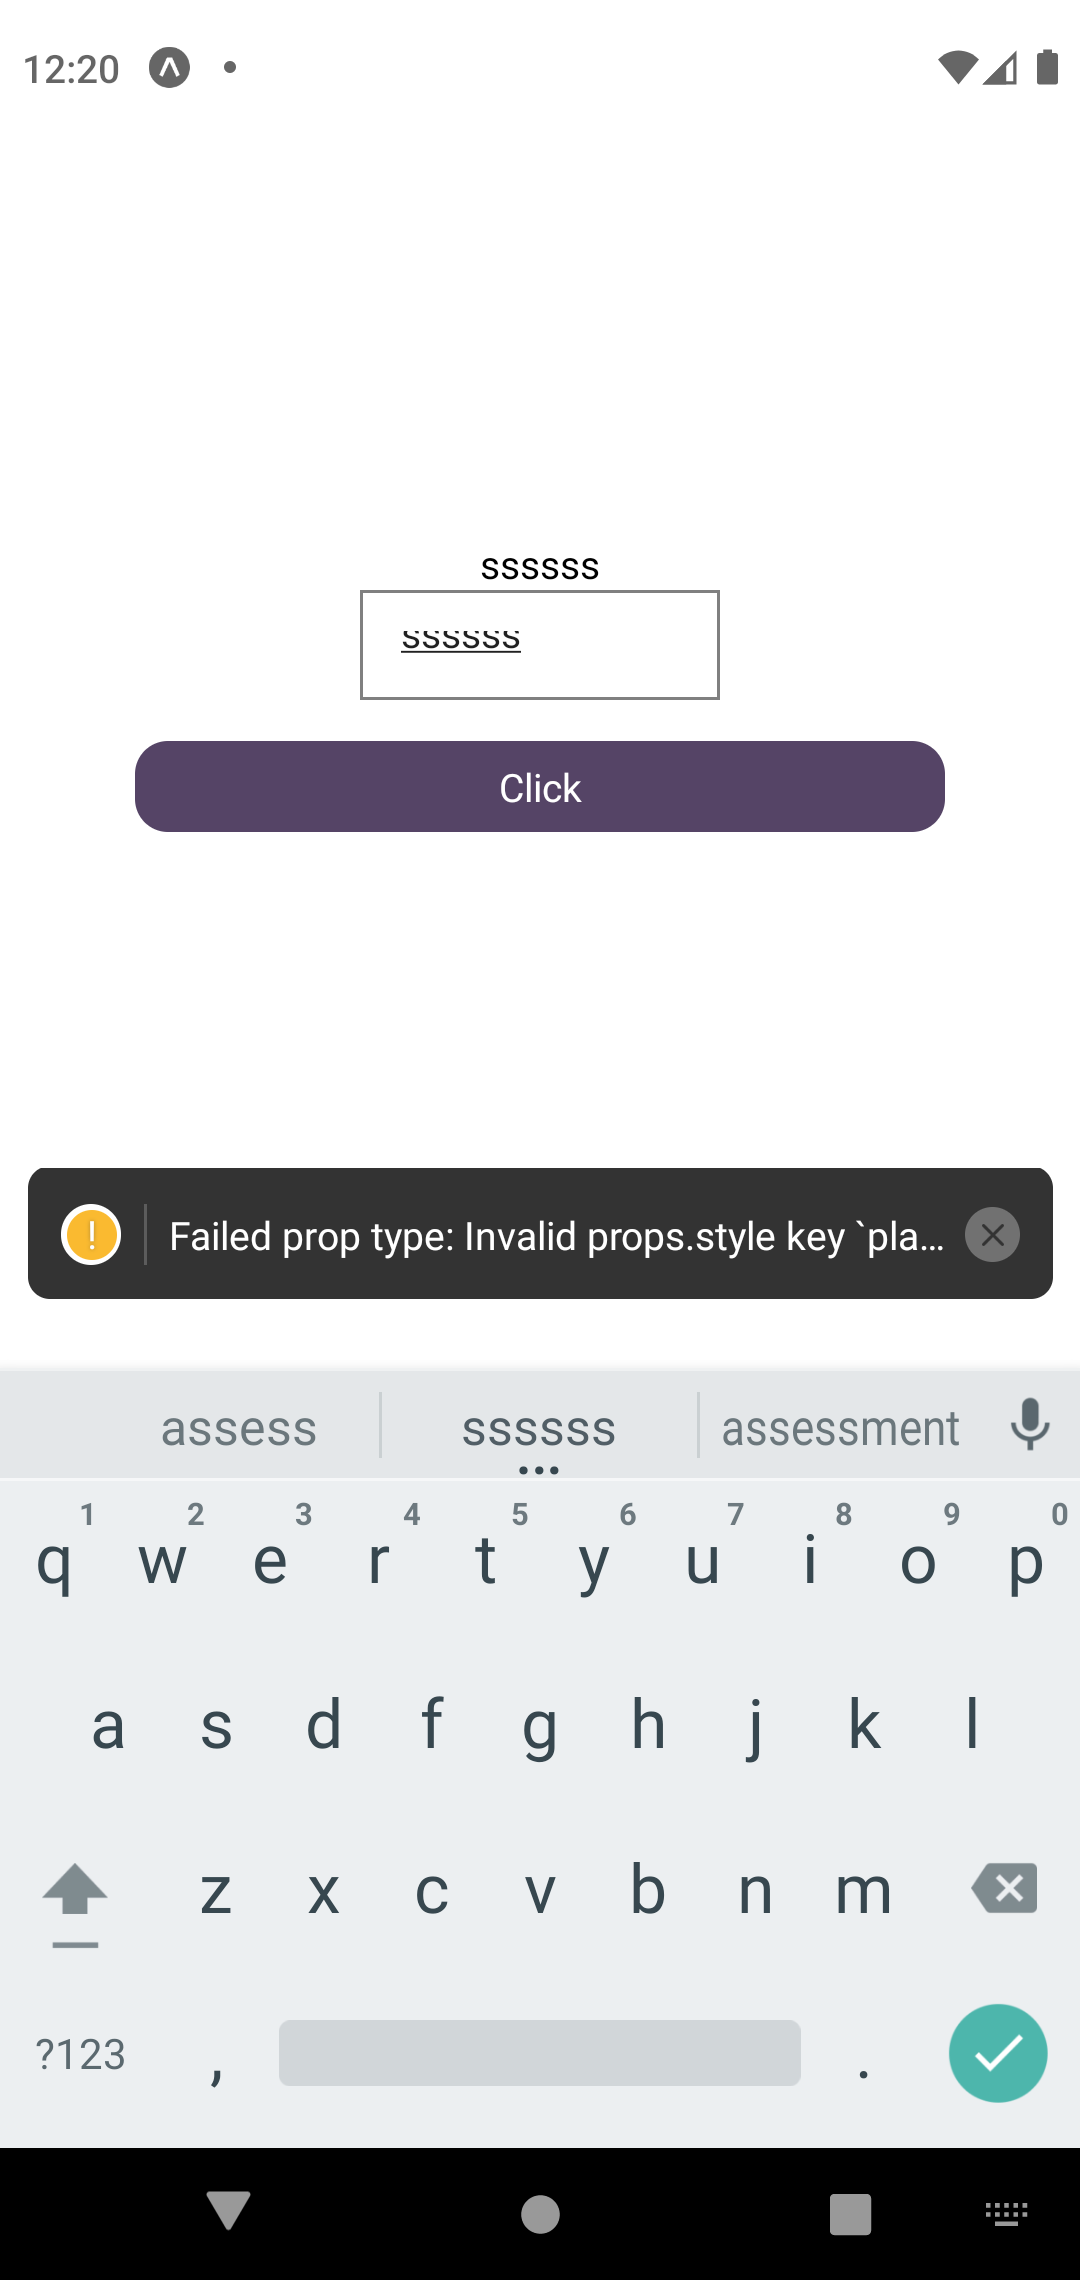 12:20
ssssss
ssssss
Click
Failed prop type: Invalid props.style key `pla...
assess ssssss assessment
1 2 3 4 5 6 7 8 9 0
q w e r t y u i o p
a s d f g h j k l
z x c v b n m
?123 , .